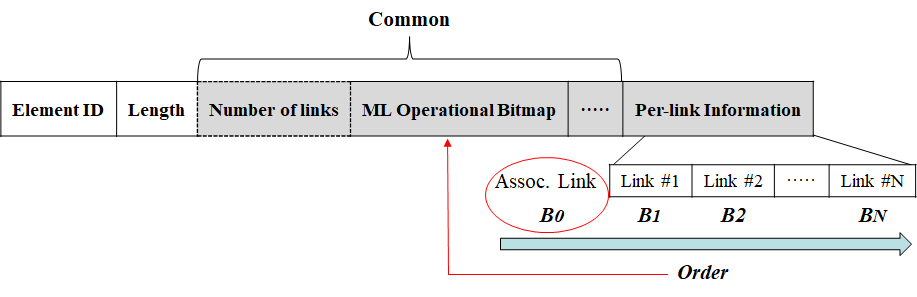 Common
Element ID Length Number of links ML Operational Bitmap ····· Per-link Information
Assoc. Link Link #1 Link #2 ····· Link #N
B0 B1 B2 BN
Order